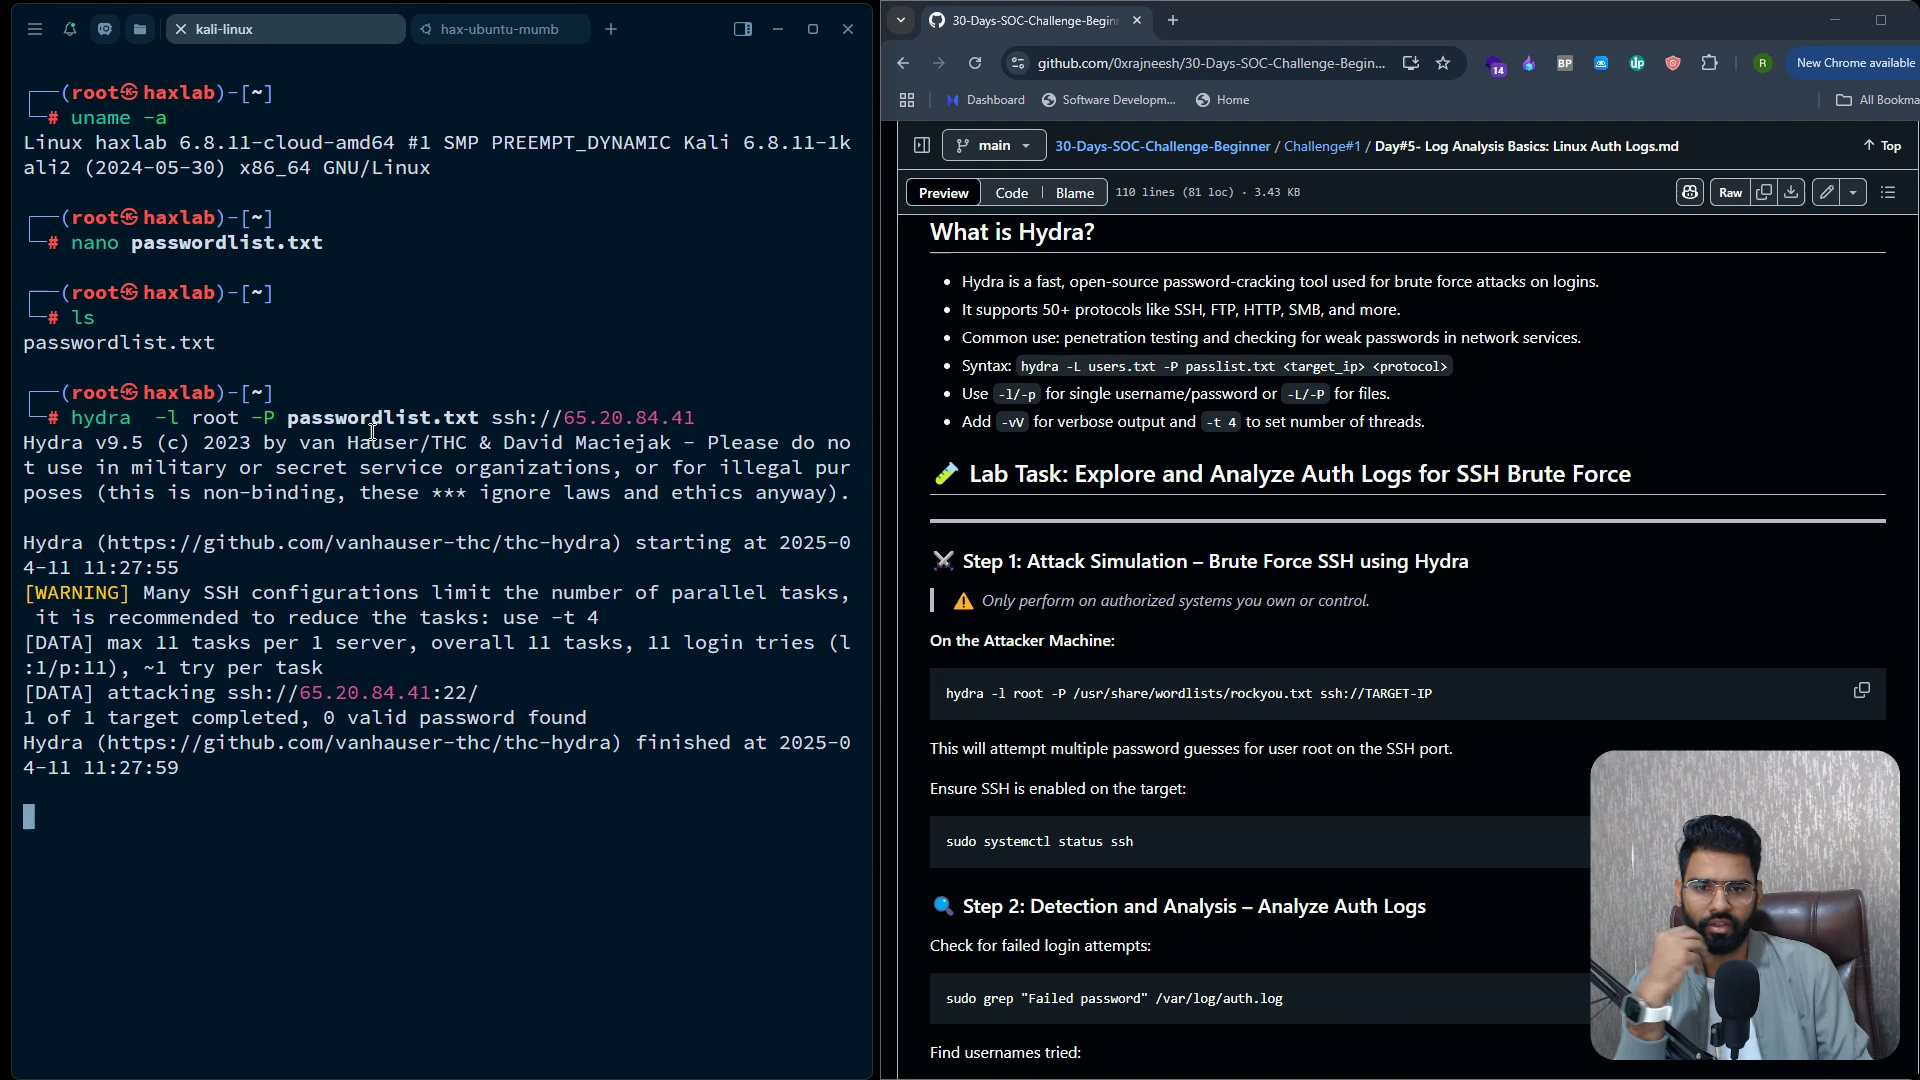 kali-linux
hax-ubuntu-mumb
┌──(root㉿haxlab)-[~]
└─# uname -a
Linux haxlab 6.8.11-cloud-amd64 #1 SMP PREEMPT_DYNAMIC Kali 6.8.11-1k
ali2 (2024-05-30) x86_64 GNU/Linux
┌──(root㉿haxlab)-[~]
└─# nano passwordlist.txt
┌──(root㉿haxlab)-[~]
└─# ls
passwordlist.txt
┌──(root㉿haxlab)-[~]
└─# hydra  -l root -P passwordlist.txt ssh://65.20.84.41
Hydra v9.5 (c) 2023 by van Hauser/THC & David Maciejak - Please do no
t use in military or secret service organizations, or for illegal pur
poses (this is non-binding, these *** ignore laws and ethics anyway).
Hydra (https://github.com/vanhauser-thc/thc-hydra) starting at 2025-0
4-11 11:27:55
[WARNING] Many SSH configurations limit the number of parallel tasks,
it is recommended to reduce the tasks: use -t 4
[DATA] max 11 tasks per 1 server, overall 11 tasks, 11 login tries (l
:1/p:11), ~1 try per task
[DATA] attacking ssh://65.20.84.41:22/
1 of 1 target completed, 0 valid password found
Hydra (https://github.com/vanhauser-thc/thc-hydra) finished at 2025-0
4-11 11:27:59
30-Days-SOC-Challenge-Beginn
github.com/0xrajneesh/30-Days-SOC-Challenge-Begin...
14
BP
up
R
New Chrome available
Dashboard
Software Developm...
Home
All Bookma
main
30-Days-SOC-Challenge-Beginner / Challenge#1 / Day#5- Log Analysis Basics: Linux Auth Logs.md
Top
Preview
Code
Blame
110 lines (81 loc) · 3.43 KB
Raw
What is Hydra?
• Hydra is a fast, open-source password-cracking tool used for brute force attacks on logins.
• It supports 50+ protocols like SSH, FTP, HTTP, SMB, and more.
• Common use: penetration testing and checking for weak passwords in network services.
• Syntax: hydra -L users.txt -P passlist.txt <target_ip> <protocol>
• Use -l/-p for single username/password or -L/-P for files.
• Add -vV for verbose output and -t 4 to set number of threads.
🧪 Lab Task: Explore and Analyze Auth Logs for SSH Brute Force
⚔️ Step 1: Attack Simulation – Brute Force SSH using Hydra
⚠️ Only perform on authorized systems you own or control.
On the Attacker Machine:
hydra -l root -P /usr/share/wordlists/rockyou.txt ssh://TARGET-IP
This will attempt multiple password guesses for user root on the SSH port.
Ensure SSH is enabled on the target:
sudo systemctl status ssh
🔍 Step 2: Detection and Analysis – Analyze Auth Logs
Check for failed login attempts:
sudo grep "Failed password" /var/log/auth.log
Find usernames tried: